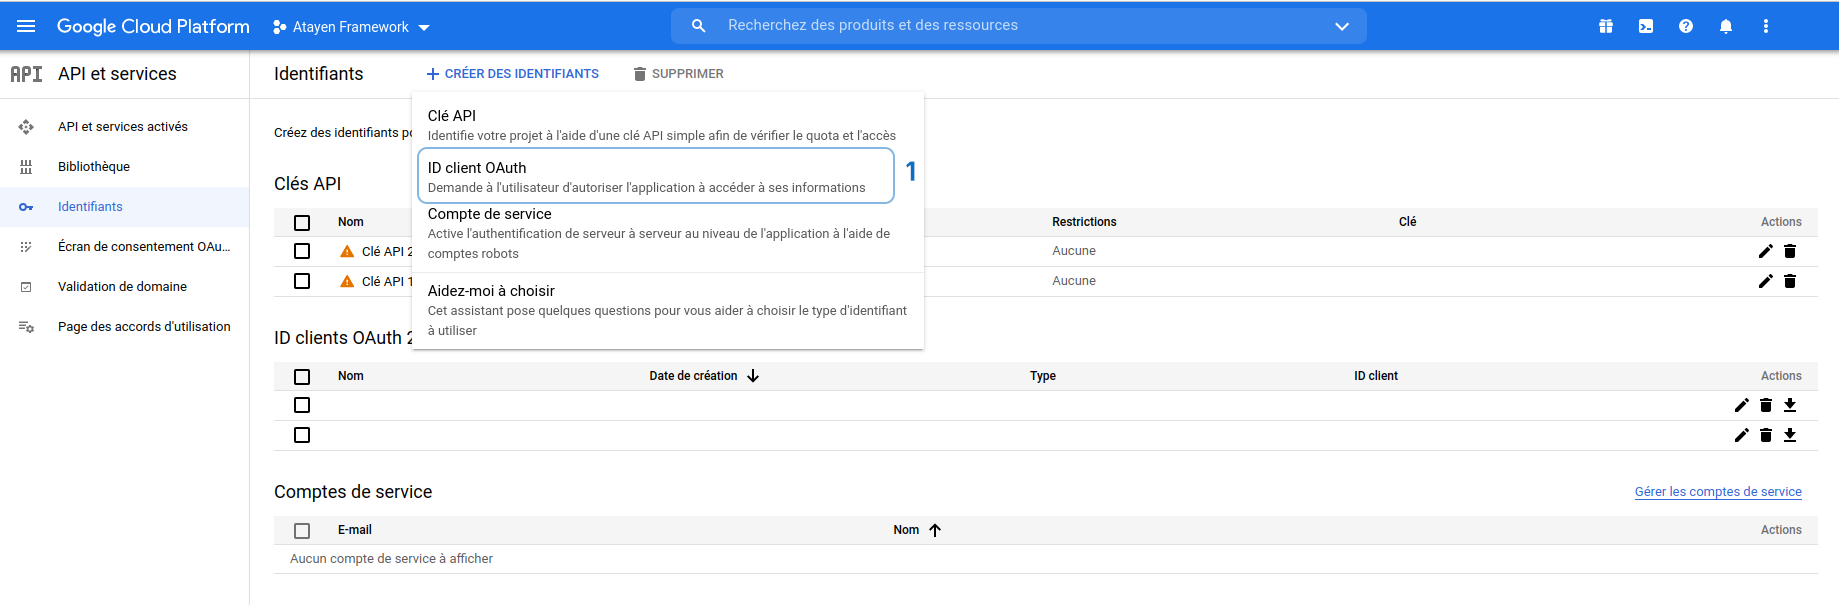 Google Cloud Platform
Atayen Framework
Recherchez des produits et des ressources
API
API et services
Identifiants
CRÉER DES IDENTIFIANTS
SUPPRIMER
API et services activés
Bibliothèque
Identifiants
Écran de consentement OAu...
Validation de domaine
Page des accords d'utilisation
Créez des identifiants po
Clé API
Identifie votre projet à l'aide d'une clé API simple afin de vérifier le quota et l'accès
ID client OAuth
Demande à l'utilisateur d'autoriser l'application à accéder à ses informations
1
Compte de service
Active l'authentification de serveur à serveur au niveau de l'application à l'aide de
comptes robots
Aidez-moi à choisir
Cet assistant pose quelques questions pour vous aider à choisir le type d'identifiant
à utiliser
Clés API
Nom Restrictions Clé Actions
Clé API 2 Aucune
Clé API 1 Aucune
ID clients OAuth 2
Nom Date de création Type ID client Actions
Comptes de service
Gérer les comptes de service
E-mail Nom Actions
Aucun compte de service à afficher